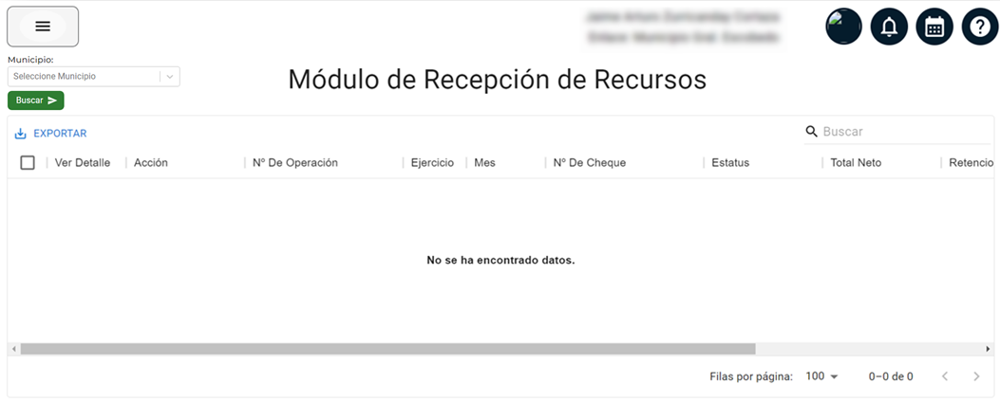 Municipio:
Seleccione Municipio
Buscar
Módulo de Recepción de Recursos
EXPORTAR
Buscar
Ver Detalle Acción Nº De Operación Ejercicio Mes Nº De Cheque Estatus Total Neto Retencio
No se ha encontrado datos.
Filas por página: 100 0–0 de 0